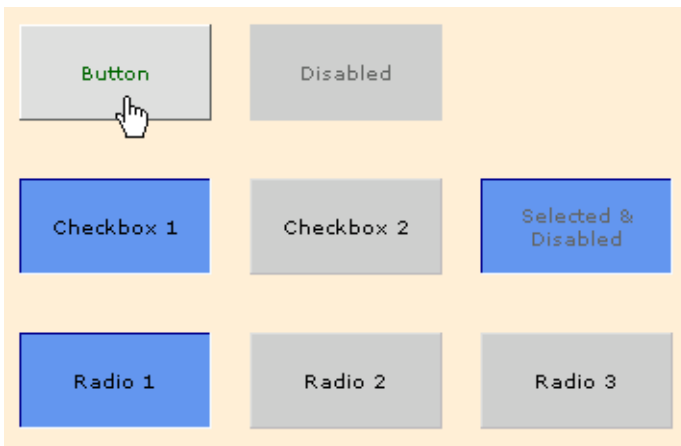 Button
Disabled
Checkbox 1
Checkbox 2
Selected &
Disabled
Radio 1
Radio 2
Radio 3